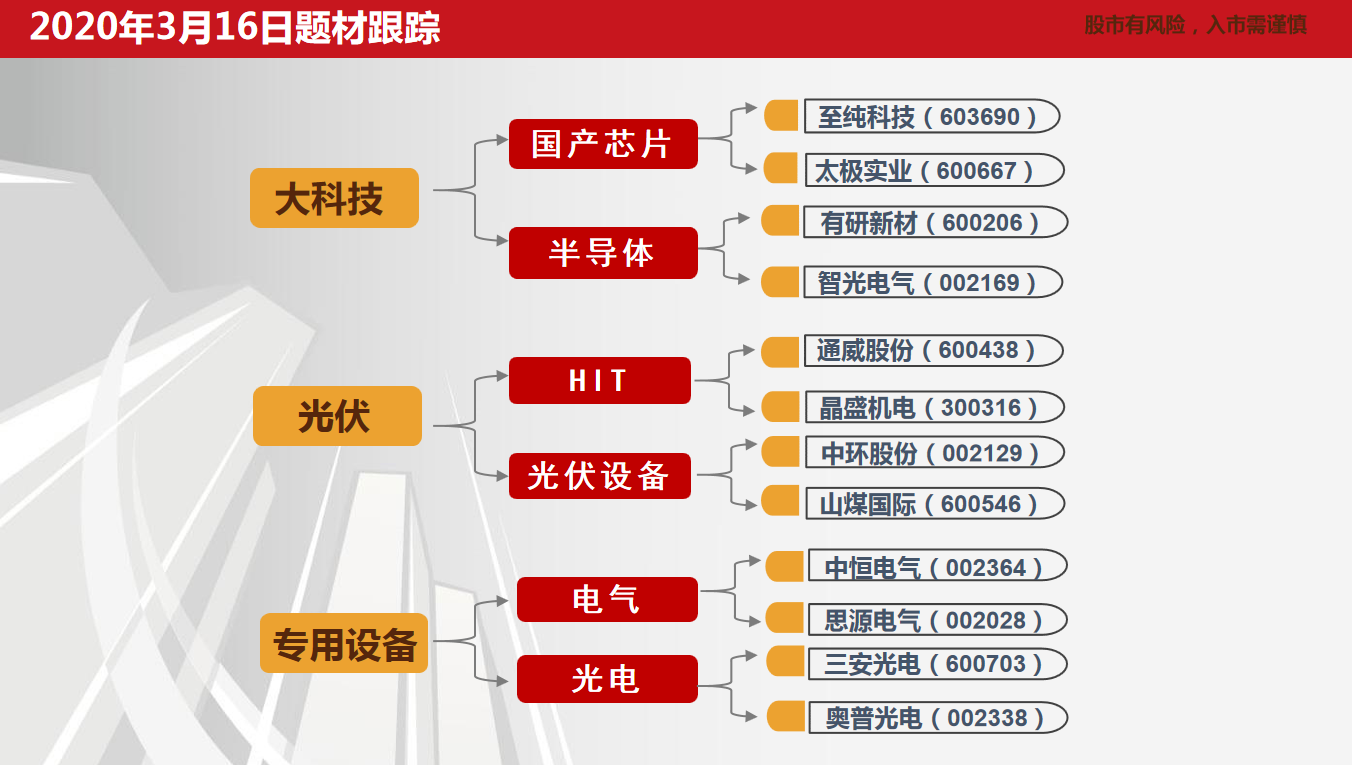 2020年3月16日题材跟踪
股市有风险，入市需谨慎
大科技
国产芯片
至纯科技（603690）
太极实业（600667）
半导体
有研新材（600206）
智光电气（002169）
光伏
HIT
通威股份（600438）
晶盛机电（300316）
光伏设备
中环股份（002129）
山煤国际（600546）
专用设备
电气
中恒电气（002364）
思源电气（002028）
光电
三安光电（600703）
奥普光电（002338）